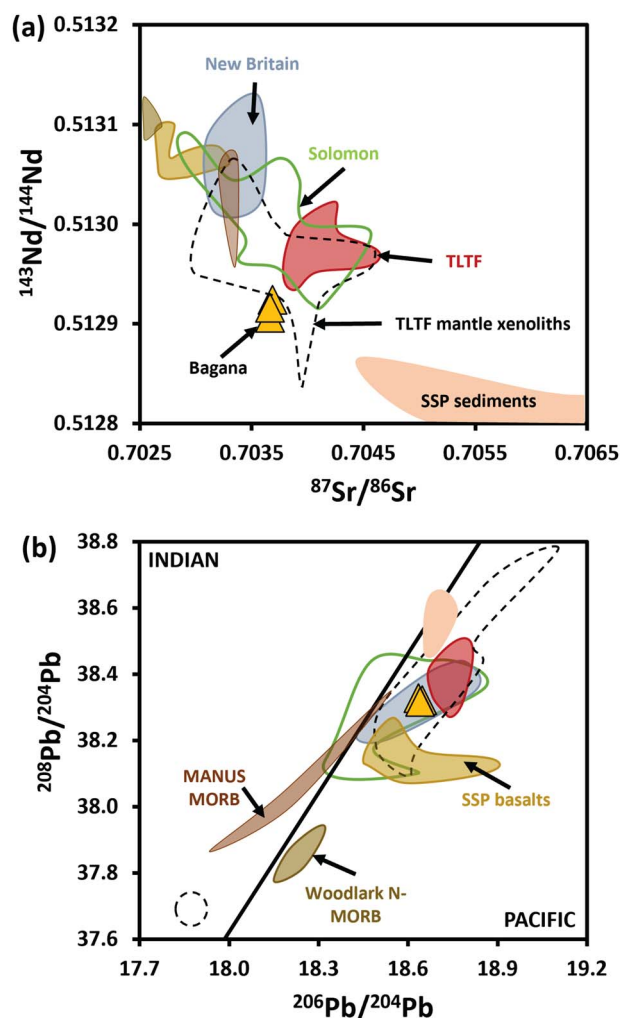 (a)
0.5132
0.5131
0.5130
0.5129
0.5128
¹⁴³Nd/¹⁴⁴Nd
New Britain
Solomon
TLTF
TLTF mantle xenoliths
Bagana
SSP sediments
0.7025
0.7035
0.7045
0.7055
0.7065
⁸⁷Sr/⁸⁶Sr
(b)
38.8
38.6
38.4
38.2
38.0
37.8
37.6
²⁰⁸Pb/²⁰⁴Pb
INDIAN
MANUS
MORB
SSP basalts
Woodlark N-
MORB
PACIFIC
17.7
18.0
18.3
18.6
18.9
19.2
²⁰⁶Pb/²⁰⁴Pb